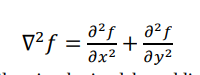 ∇²f = ∂²f/∂x² + ∂²f/∂y²